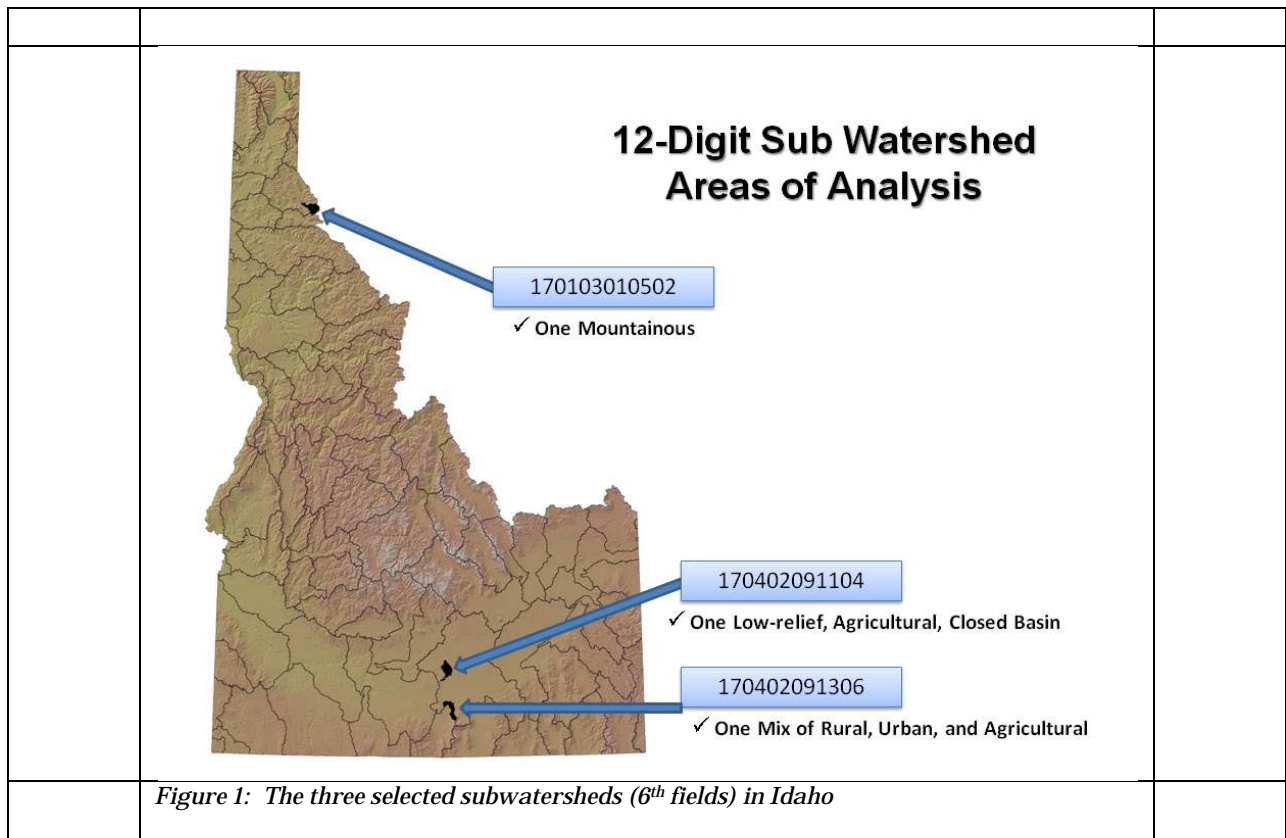 12-Digit Sub Watershed
Areas of Analysis
170103010502
✓ One Mountainous
170402091104
✓ One Low-relief, Agricultural, Closed Basin
170402091306
✓ One Mix of Rural, Urban, and Agricultural
Figure 1: The three selected subwatersheds (6th fields) in Idaho